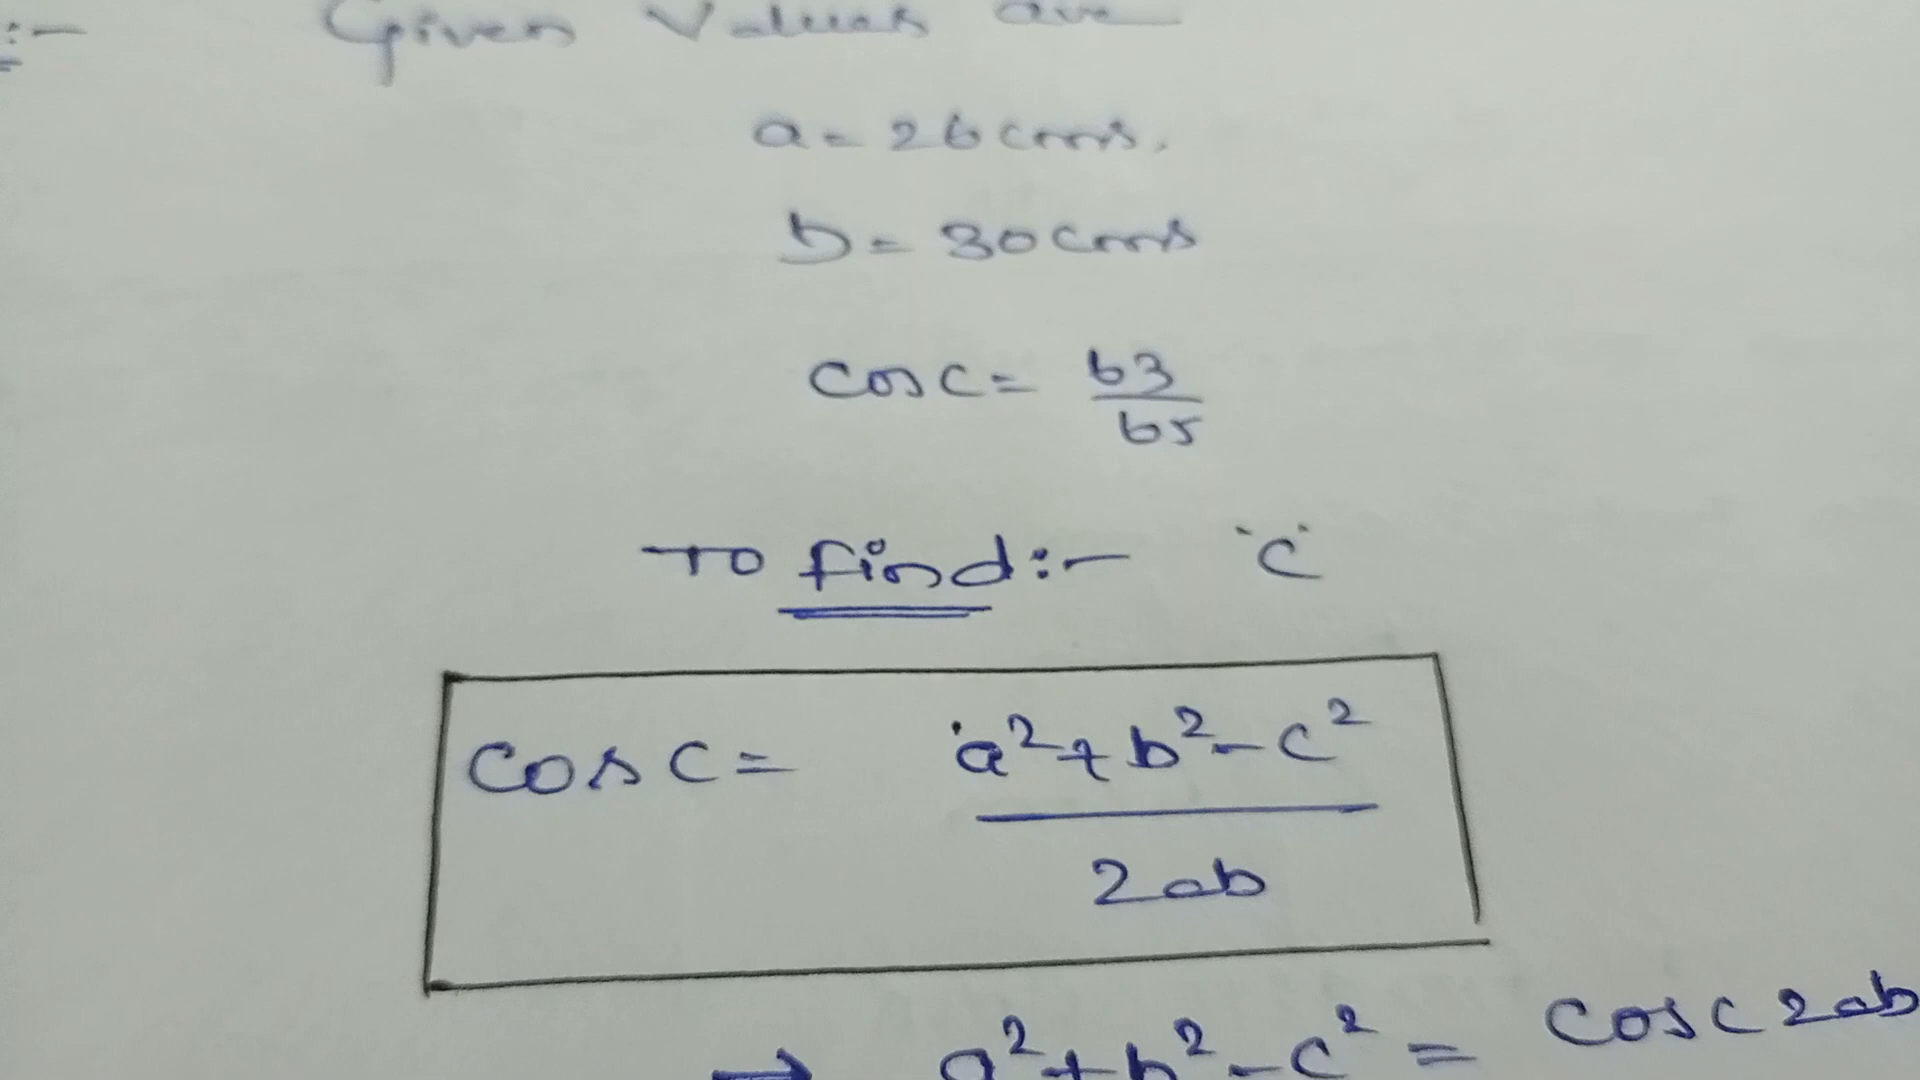 :- Given Values are
a = 26 cms.
b = 30 cms
cos C = 63/65
To find :- 'C'
cos C = a² + b² - c² / 2ab
→ a² + b² - c² = cos C 2ab